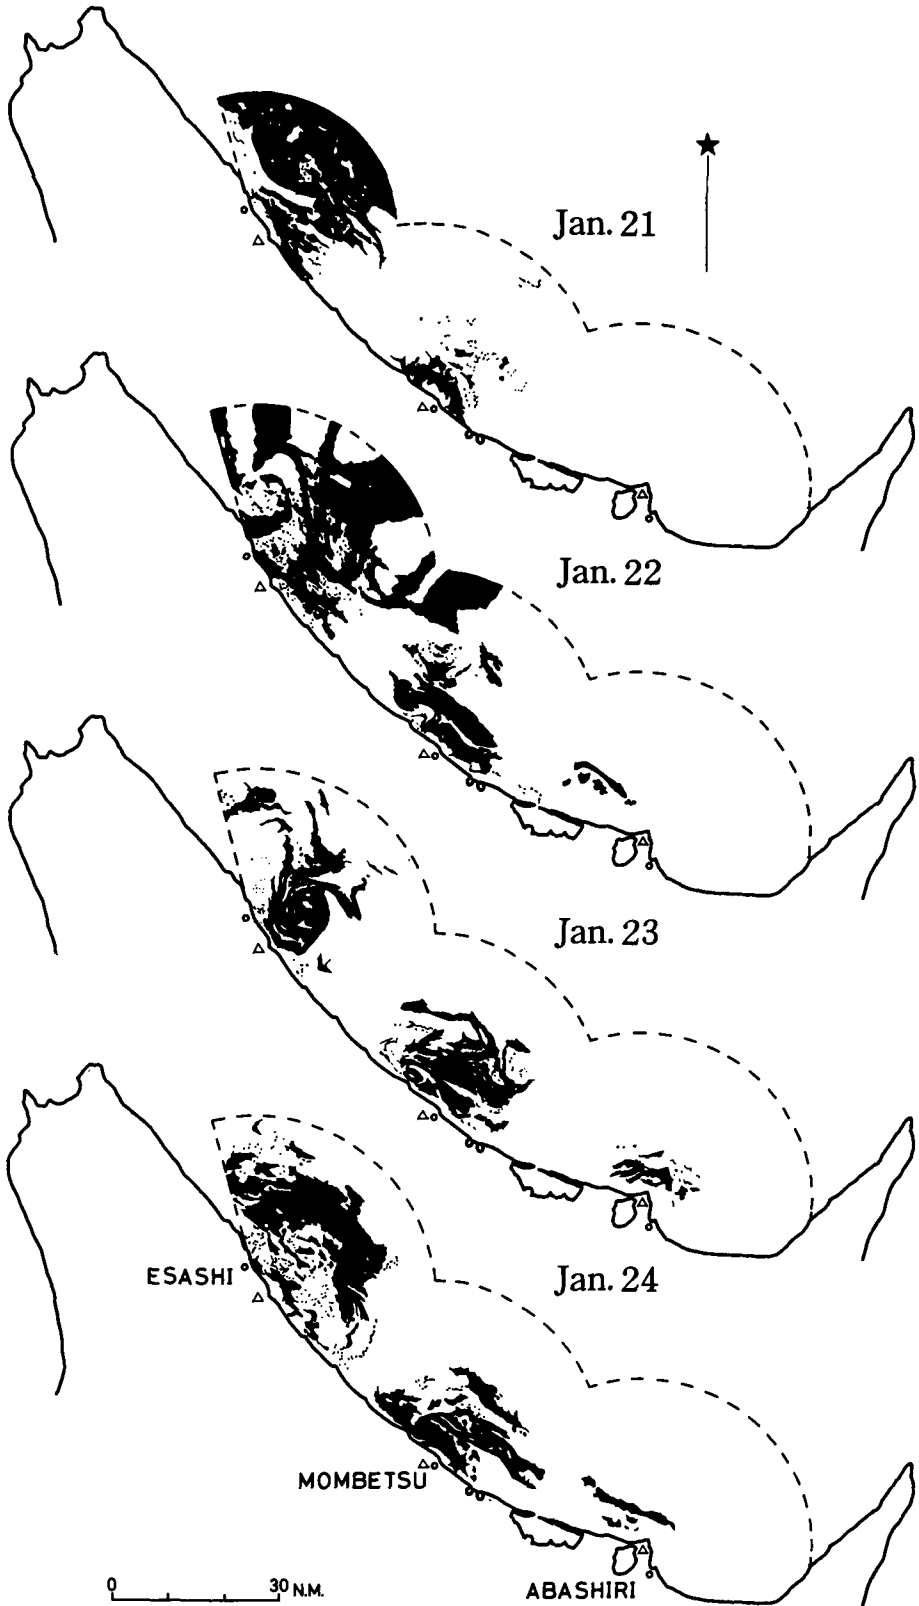 Jan. 21
Jan. 22
Jan. 23
Jan. 24
ESASHI
MOMBETSU
ABASHIRI
0 30 N.M.